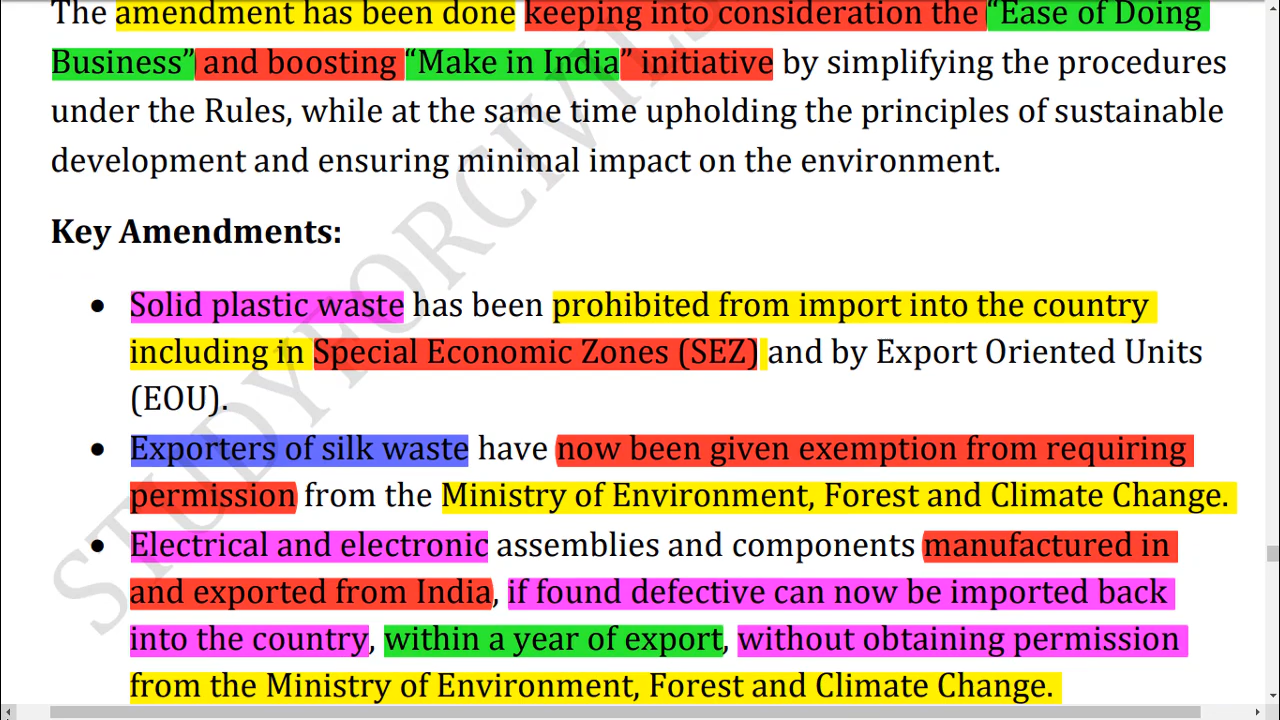 The amendment has been done keeping into consideration the “Ease of Doing
Business” and boosting “Make in India” initiative by simplifying the procedures
under the Rules, while at the same time upholding the principles of sustainable
development and ensuring minimal impact on the environment.
Key Amendments:
• Solid plastic waste has been prohibited from import into the country
including in Special Economic Zones (SEZ) and by Export Oriented Units
(EOU).
• Exporters of silk waste have now been given exemption from requiring
permission from the Ministry of Environment, Forest and Climate Change.
• Electrical and electronic assemblies and components manufactured in
and exported from India, if found defective can now be imported back
into the country, within a year of export, without obtaining permission
from the Ministry of Environment, Forest and Climate Change.
STUDYFORCIVILS